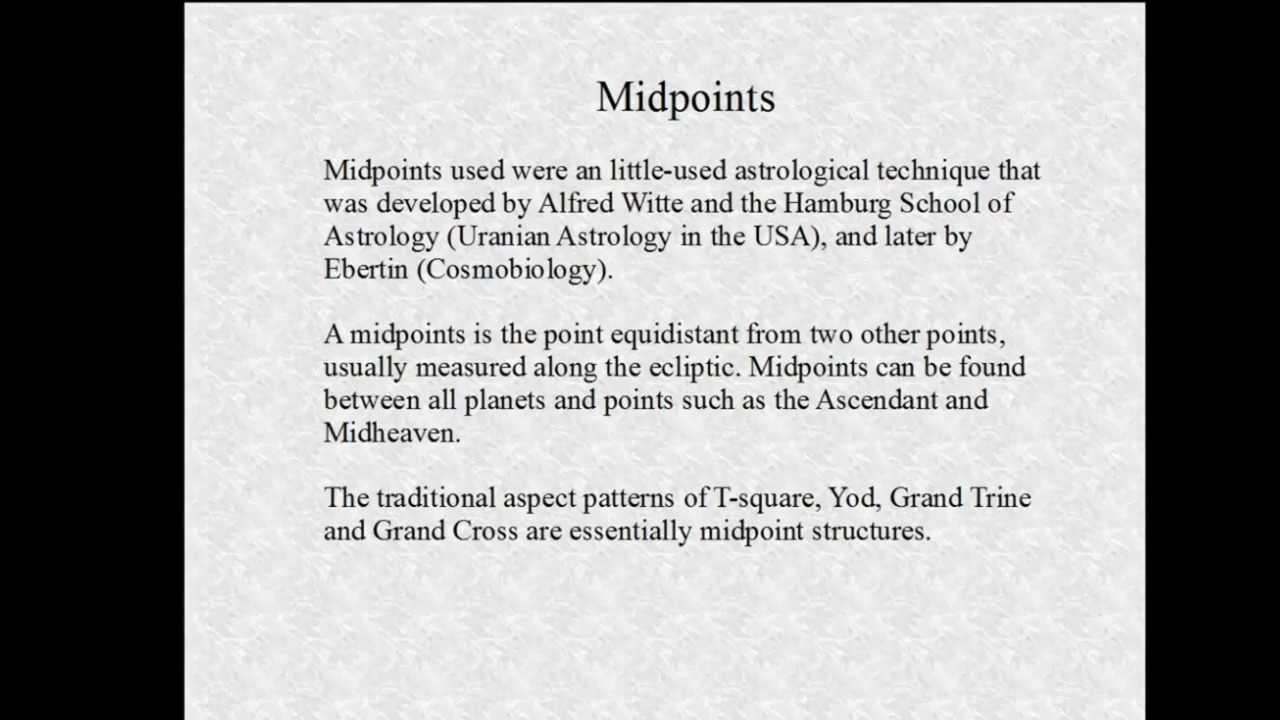 Midpoints
Midpoints used were an little-used astrological technique that
was developed by Alfred Witte and the Hamburg School of
Astrology (Uranian Astrology in the USA), and later by
Ebertin (Cosmobiology).
A midpoints is the point equidistant from two other points,
usually measured along the ecliptic. Midpoints can be found
between all planets and points such as the Ascendant and
Midheaven.
The traditional aspect patterns of T-square, Yod, Grand Trine
and Grand Cross are essentially midpoint structures.